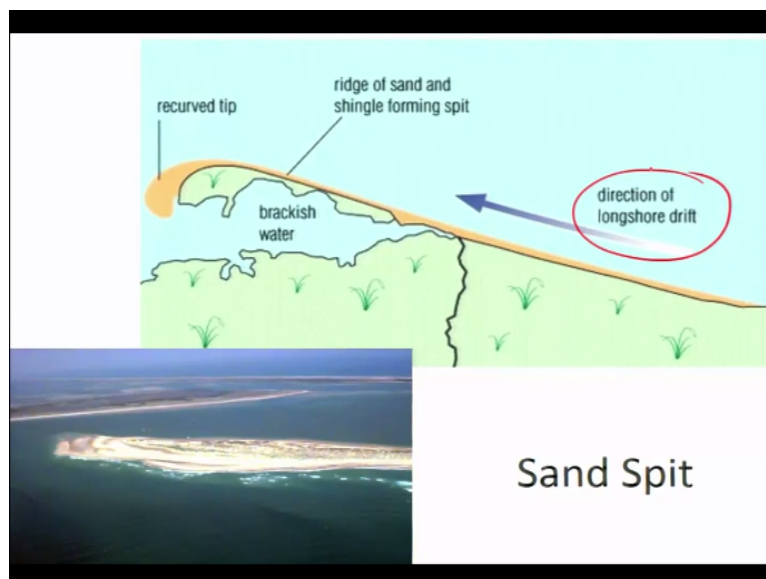 ridge of sand and
shingle forming spit
recurved tip
direction of
longshore drift
brackish
water
Sand Spit